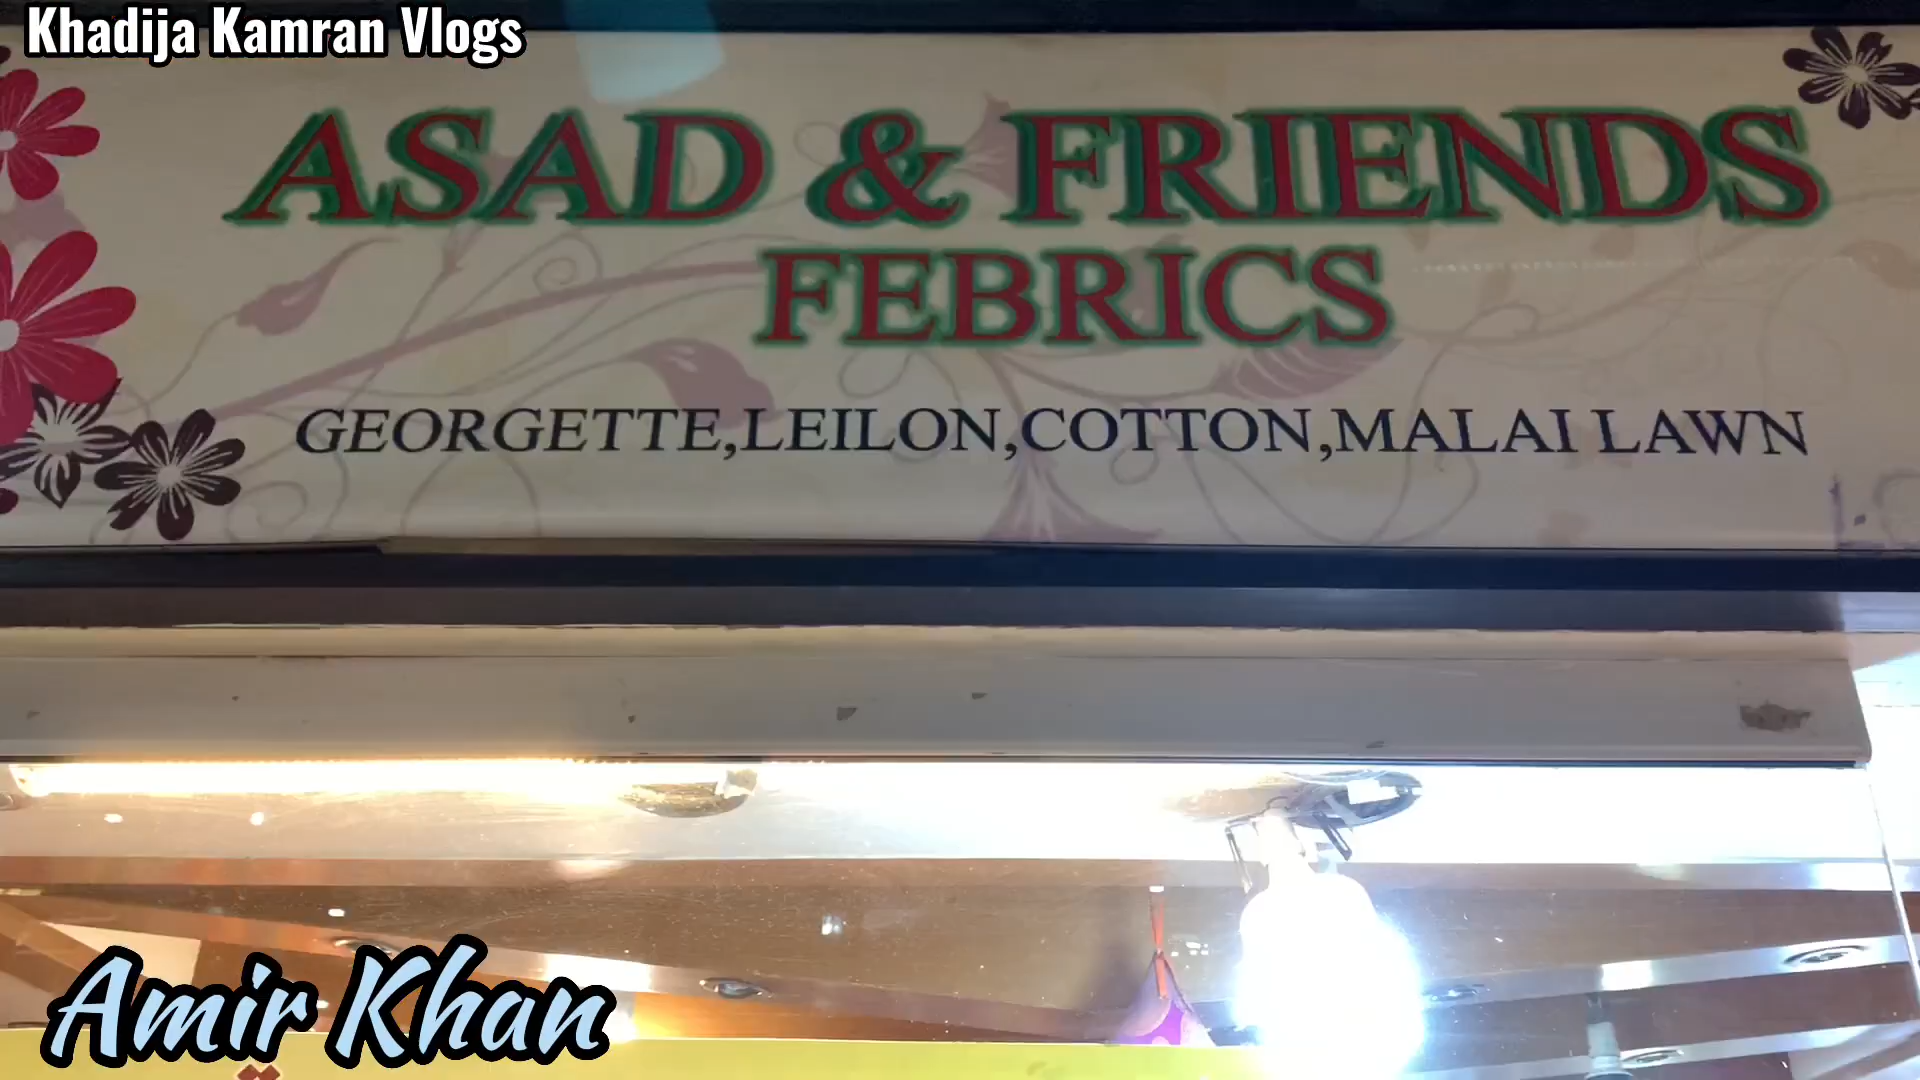 Khadija Kamran Vlogs
ASAD & FRIENDS
FEBRICS
GEORGETTE,LEILON,COTTON,MALAI LAWN
Amir Khan